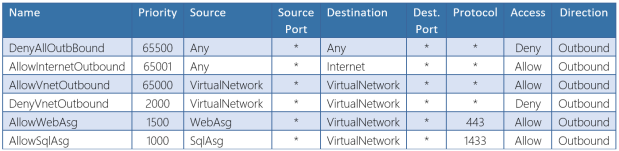 Name Priority Source Source Port Destination Dest. Port Protocol Access Direction
DenyAllOutbBound 65500 Any * Any * * Deny Outbound
AllowInternetOutbound 65001 Any * Internet * * Allow Outbound
AllowVnetOutbound 65000 VirtualNetwork * VirtualNetwork * * Allow Outbound
DenyVnetOutbound 2000 VirtualNetwork * VirtualNetwork * * Deny Outbound
AllowWebAsg 1500 WebAsg * VirtualNetwork * 443 Allow Outbound
AllowSqlAsg 1000 SqlAsg * VirtualNetwork * 1433 Allow Outbound